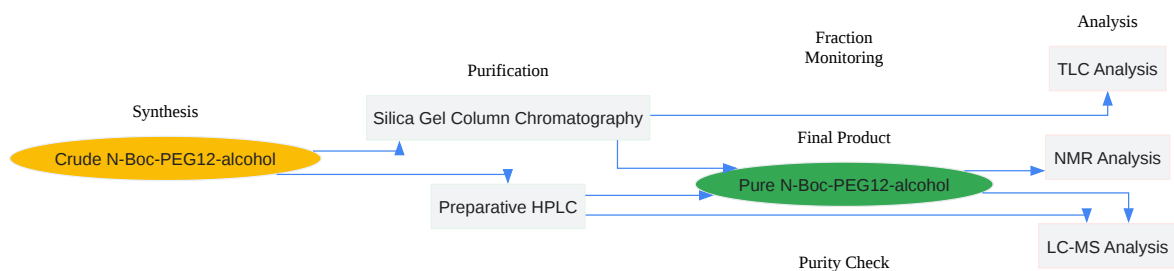 Synthesis
Crude N-Boc-PEG12-alcohol
Purification
Silica Gel Column Chromatography
Preparative HPLC
Fraction
Monitoring
Final Product
Pure N-Boc-PEG12-alcohol
Purity Check
Analysis
TLC Analysis
NMR Analysis
LC-MS Analysis